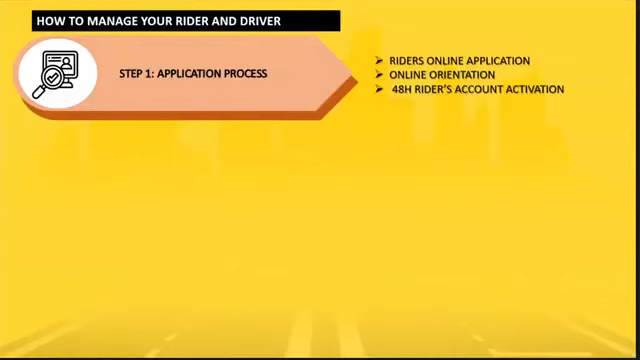 HOW TO MANAGE YOUR RIDER AND DRIVER
STEP 1: APPLICATION PROCESS
➢ RIDERS ONLINE APPLICATION
➢ ONLINE ORIENTATION
➢ 48H RIDER'S ACCOUNT ACTIVATION